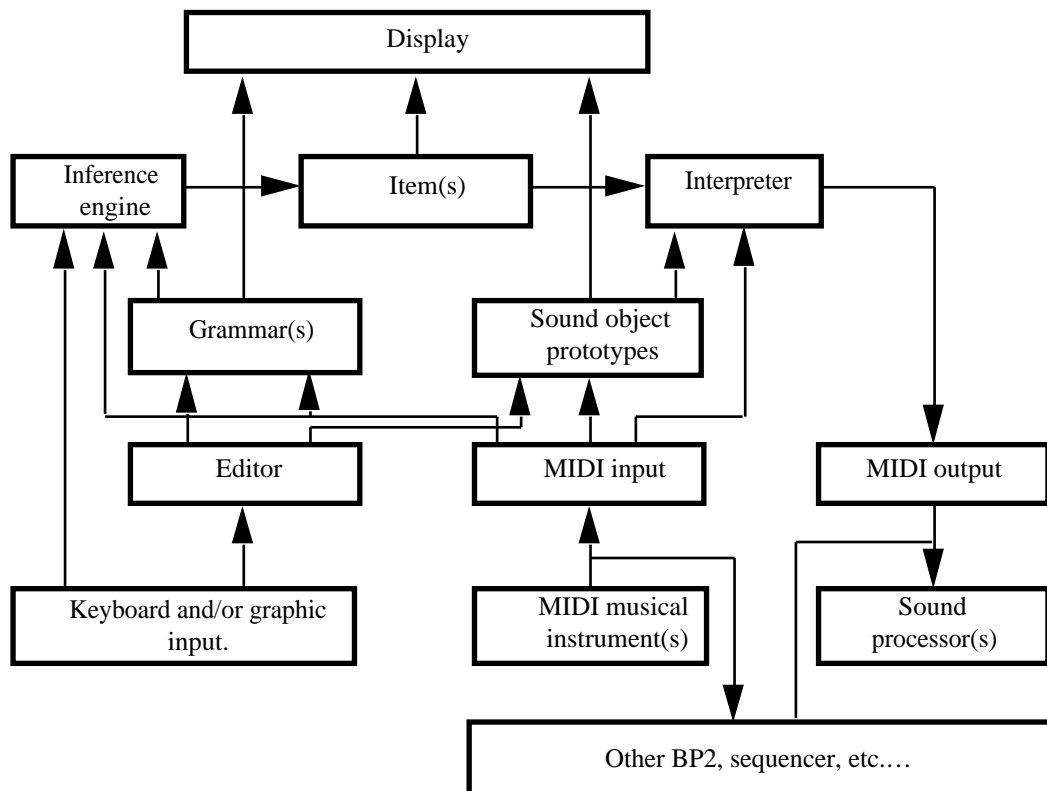 Display
Inference
engine
Item(s)
Interpreter
Grammar(s)
Sound object
prototypes
Editor
MIDI input
MIDI output
Keyboard and/or graphic
input.
MIDI musical
instrument(s)
Sound
processor(s)
Other BP2, sequencer, etc.…